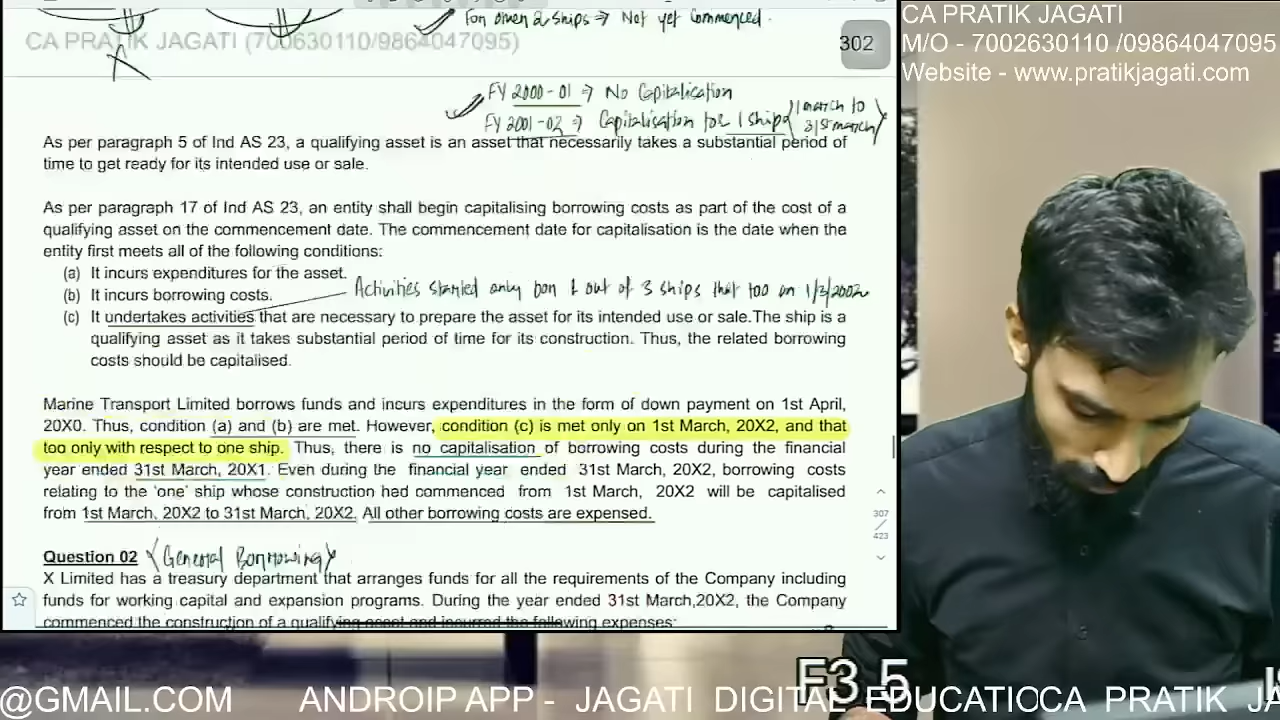 for other 2 ships → Not yet Commenced.
CA PRATIK JAGATI (700630110/9864047095)
302
FY 2000-01 → No Capitalisation
FY 2001-02 → Capitalisation for 1 ship (1 march to 31st march)
As per paragraph 5 of Ind AS 23, a qualifying asset is an asset that necessarily takes a substantial period of
time to get ready for its intended use or sale.
As per paragraph 17 of Ind AS 23, an entity shall begin capitalising borrowing costs as part of the cost of a
qualifying asset on the commencement date. The commencement date for capitalisation is the date when the
entity first meets all of the following conditions:
(a) It incurs expenditures for the asset.
(b) It incurs borrowing costs.
Activities started only on 1 out of 3 ships that too on 1/3/2002
(c) It undertakes activities that are necessary to prepare the asset for its intended use or sale.The ship is a
qualifying asset as it takes substantial period of time for its construction. Thus, the related borrowing
costs should be capitalised.
Marine Transport Limited borrows funds and incurs expenditures in the form of down payment on 1st April,
20X0. Thus, condition (a) and (b) are met. However, condition (c) is met only on 1st March, 20X2, and that
too only with respect to one ship. Thus, there is no capitalisation of borrowing costs during the financial
year ended 31st March, 20X1. Even during the financial year ended 31st March, 20X2, borrowing costs
relating to the ‘one’ ship whose construction had commenced from 1st March, 20X2 will be capitalised
from 1st March, 20X2 to 31st March, 20X2. All other borrowing costs are expensed.
307
/
423
Question 02 (General Borrowing)
X Limited has a treasury department that arranges funds for all the requirements of the Company including
funds for working capital and expansion programs. During the year ended 31st March,20X2, the Company
commenced the construction of a qualifying asset and incurred the following expenses:
CA PRATIK JAGATI
M/O - 7002630110 /09864047095
Website - www.pratikjagati.com
F3 5
@GMAIL.COM ANDROIP APP - JAGATI DIGITAL EDUCATIOCA PRATIK JA